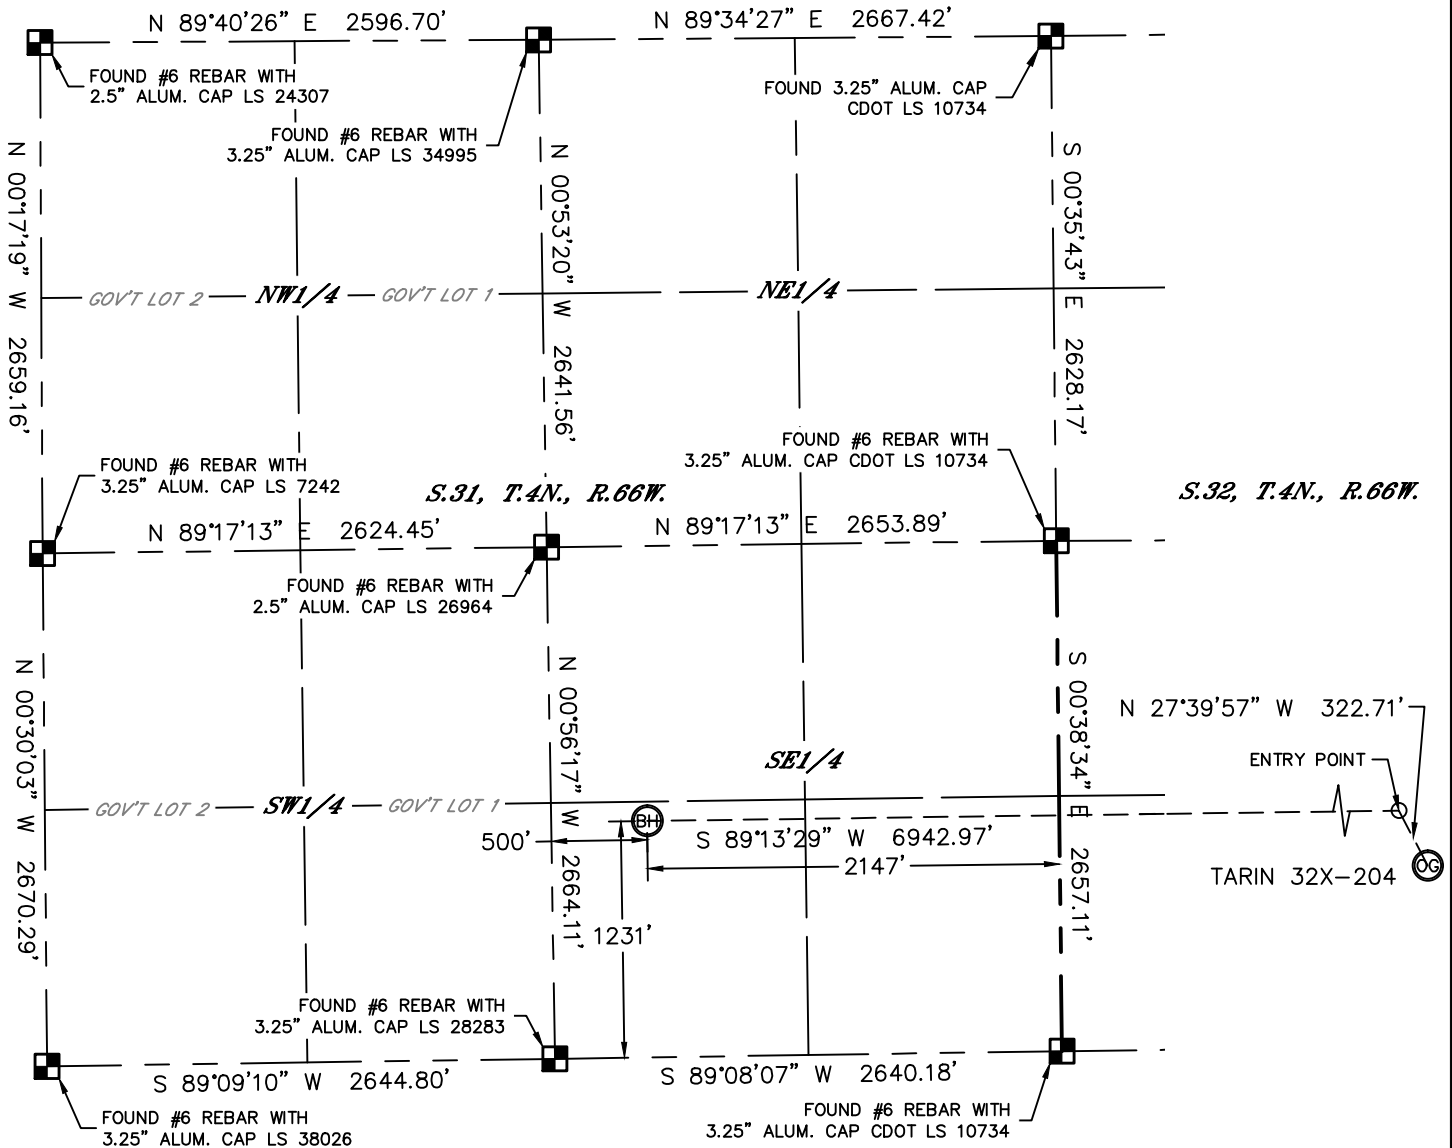 N 89°40'26" E 2596.70'
N 89°34'27" E 2667.42'
FOUND #6 REBAR WITH
2.5" ALUM. CAP LS 24307
FOUND #6 REBAR WITH
3.25" ALUM. CAP LS 34995
FOUND 3.25" ALUM. CAP
CDOT LS 10734
N 00°17'19" W 2659.16'
N 00°53'20" W 2641.56'
S 00°35'43" E 2628.17'
GOV'T LOT 2
NW1/4
GOV'T LOT 1
NE1/4
FOUND #6 REBAR WITH
3.25" ALUM. CAP LS 7242
S.31, T.4N., R.66W.
FOUND #6 REBAR WITH
3.25" ALUM. CAP CDOT LS 10734
S.32, T.4N., R.66W.
N 89°17'13" E 2624.45'
N 89°17'13" E 2653.89'
FOUND #6 REBAR WITH
2.5" ALUM. CAP LS 26964
N 00°30'03" W 2670.29'
N 00°56'17" W 2664.11'
S 00°38'34" E 2657.11'
N 27°39'57" W 322.71'
ENTRY POINT
SE1/4
GOV'T LOT 2
SW1/4
GOV'T LOT 1
BH
500'
S 89°13'29" W 6942.97'
2147'
TARIN 32X-204
OG
1231'
FOUND #6 REBAR WITH
3.25" ALUM. CAP LS 28283
S 89°09'10" W 2644.80'
S 89°08'07" W 2640.18'
FOUND #6 REBAR WITH
3.25" ALUM. CAP LS 38026
FOUND #6 REBAR WITH
3.25" ALUM. CAP CDOT LS 10734